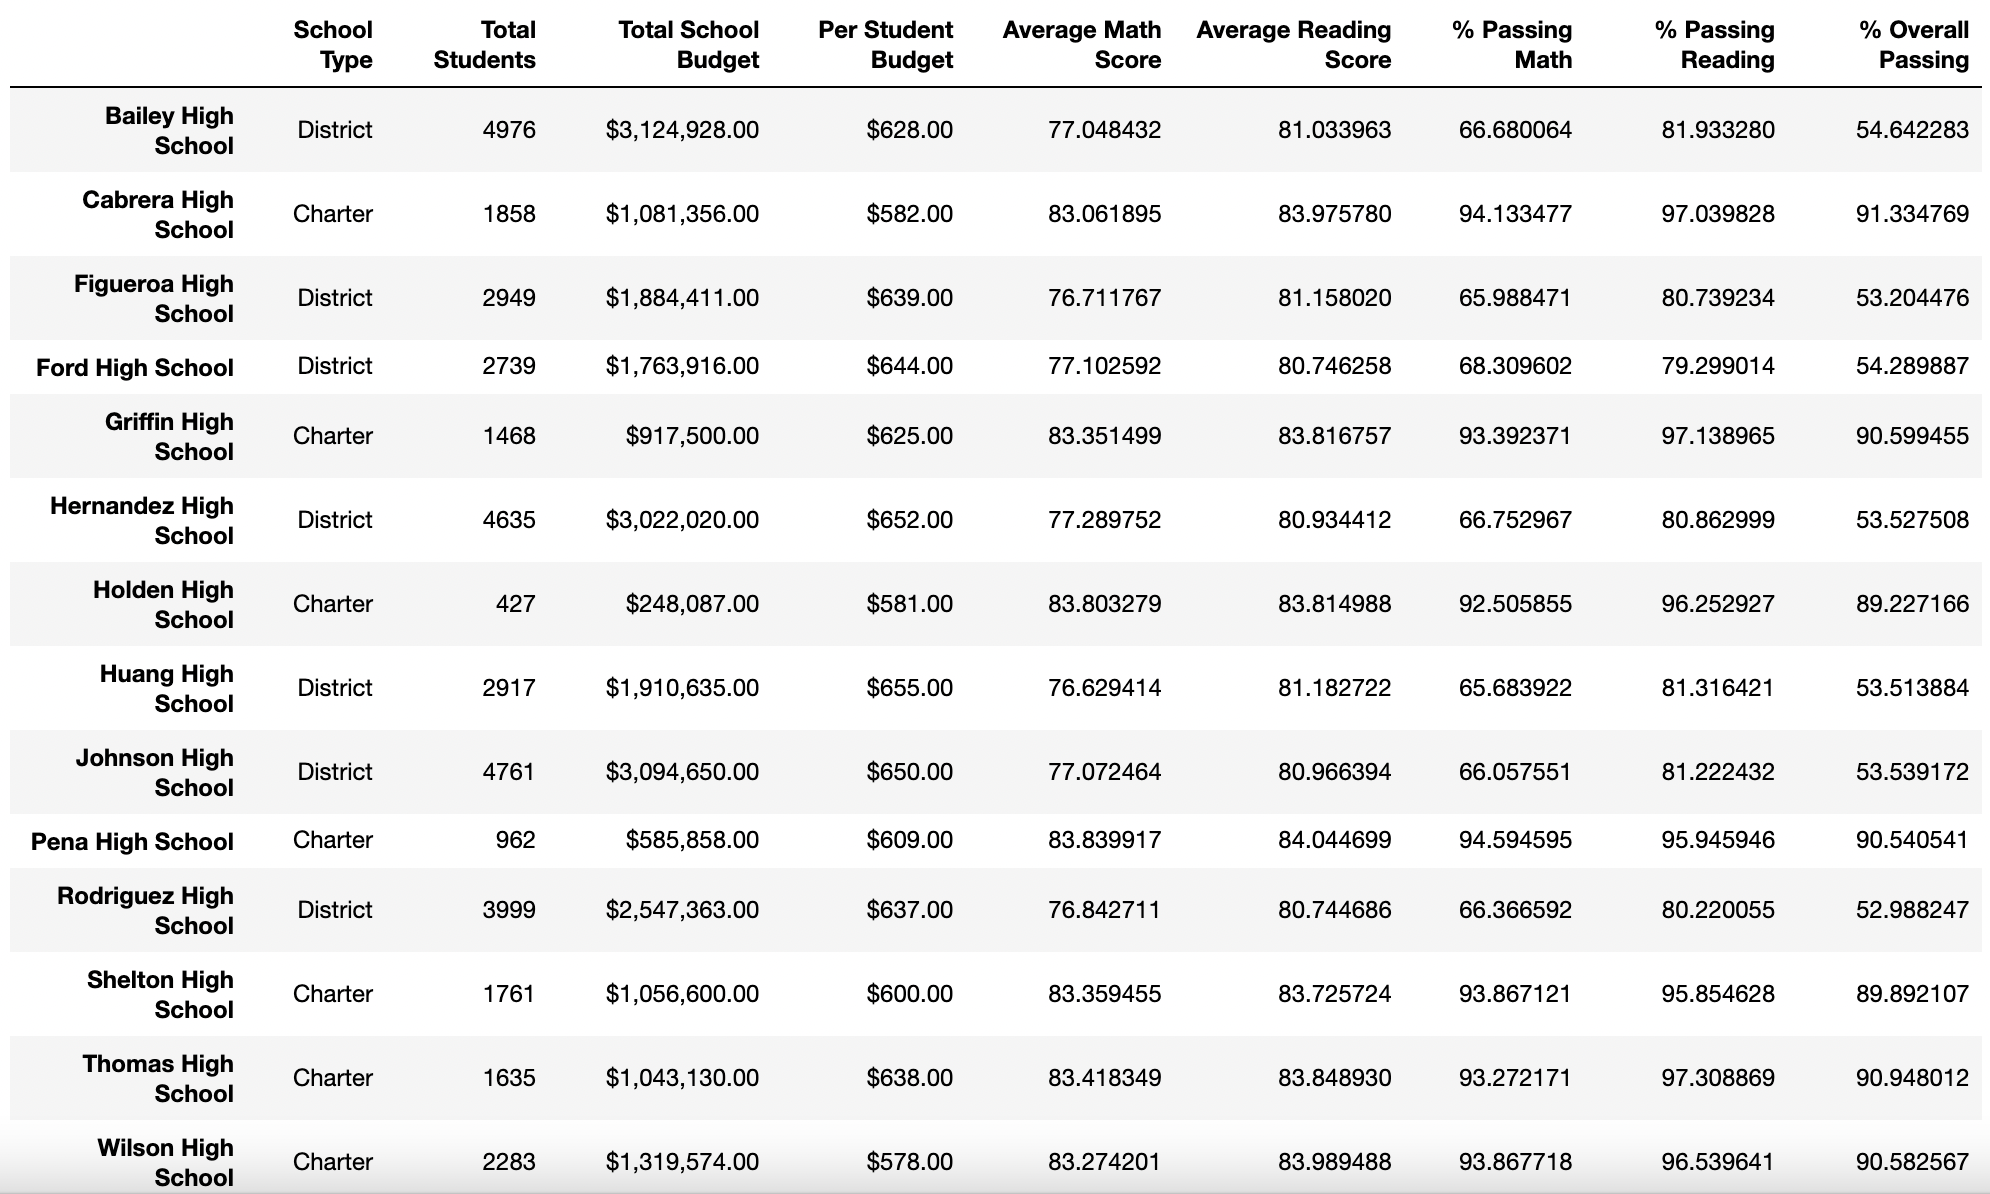 School Total Total School Per Student Average Math Average Reading % Passing % Passing % Overall
Type Students Budget Budget Score Score Math Reading Passing
Bailey High
School District 4976 $3,124,928.00 $628.00 77.048432 81.033963 66.680064 81.933280 54.642283
Cabrera High
School Charter 1858 $1,081,356.00 $582.00 83.061895 83.975780 94.133477 97.039828 91.334769
Figueroa High
School District 2949 $1,884,411.00 $639.00 76.711767 81.158020 65.988471 80.739234 53.204476
Ford High School District 2739 $1,763,916.00 $644.00 77.102592 80.746258 68.309602 79.299014 54.289887
Griffin High
School Charter 1468 $917,500.00 $625.00 83.351499 83.816757 93.392371 97.138965 90.599455
Hernandez High
School District 4635 $3,022,020.00 $652.00 77.289752 80.934412 66.752967 80.862999 53.527508
Holden High
School Charter 427 $248,087.00 $581.00 83.803279 83.814988 92.505855 96.252927 89.227166
Huang High
School District 2917 $1,910,635.00 $655.00 76.629414 81.182722 65.683922 81.316421 53.513884
Johnson High
School District 4761 $3,094,650.00 $650.00 77.072464 80.966394 66.057551 81.222432 53.539172
Pena High School Charter 962 $585,858.00 $609.00 83.839917 84.044699 94.594595 95.945946 90.540541
Rodriguez High
School District 3999 $2,547,363.00 $637.00 76.842711 80.744686 66.366592 80.220055 52.988247
Shelton High
School Charter 1761 $1,056,600.00 $600.00 83.359455 83.725724 93.867121 95.854628 89.892107
Thomas High
School Charter 1635 $1,043,130.00 $638.00 83.418349 83.848930 93.272171 97.308869 90.948012
Wilson High
School Charter 2283 $1,319,574.00 $578.00 83.274201 83.989488 93.867718 96.539641 90.582567